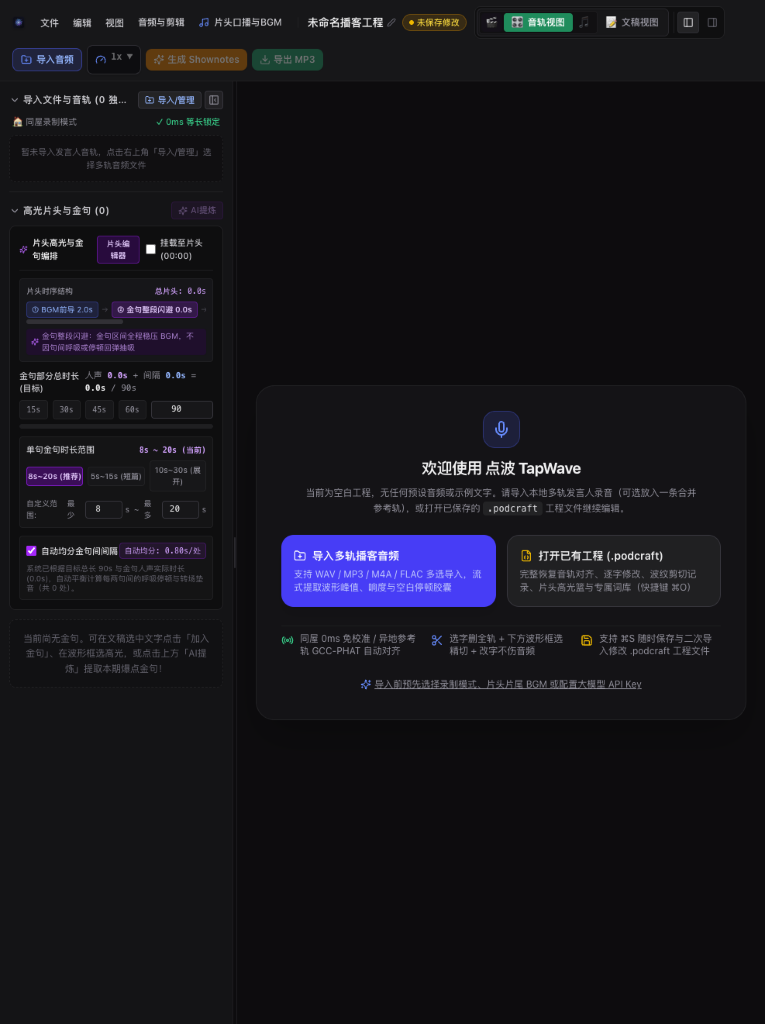 文件 编辑 视图 音频与剪辑 片头口播与BGM 未命名播客工程 未保存修改 音轨视图 文稿视图
导入音频 1x 生成 Shownotes 导出 MP3
导入文件与音轨 (0 独... 导入/管理
同屋录制模式 ✓ 0ms 等长锁定
暂未导入发言人音轨，点击右上角「导入/管理」选
择多轨音频文件
高光片头与金句 (0) AI提炼
片头高光与金
句编排
片头编
辑器
挂载至片头
(00:00)
片头时序结构 总片头: 0.0s
① BGM前导 2.0s → ② 金句整段闪避 0.0s →
金句整段闪避：金句区间全程稳压 BGM，不
因句间呼吸或停顿回弹抽吸
金句部分总时长
(目标)
人声 0.0s + 间隔 0.0s =
0.0s / 90s
15s 30s 45s 60s 90
单句金句时长范围 8s ~ 20s (当前)
8s~20s (推荐) 5s~15s (短篇) 10s~30s (展
开)
自定义范
围:
最
少
8 s ~ 最
多
20 s
自动均分金句间间隔 自动均分: 0.80s/处
系统已根据目标总长 90s 与金句人声实际时长
(0.0s)，自动平衡计算每两句间的呼吸停顿与转场垫
音（共 0 处）。
当前尚无金句。可在文稿选中文字点击「加入
金句」、在波形框选高光，或点击上方「AI提
炼」提取本期爆点金句！
欢迎使用 点波 TapWave
当前为空白工程，无任何预设音频或示例文字。请导入本地多轨发言人录音（可选放入一条合并
参考轨），或打开已保存的 .podcraft 工程文件继续编辑。
导入多轨播客音频
支持 WAV / MP3 / M4A / FLAC 多选导入，流
式提取波形峰值、响度与空白停顿胶囊
打开已有工程 (.podcraft)
完整恢复音轨对齐、逐字修改、波纹剪切记
录、片头高光篮与专属词库（快捷键 ⌘O）
同屋 0ms 免校准 / 异地参考
轨 GCC-PHAT 自动对齐
选字删全轨 + 下方波形框选
精切 + 改字不伤音频
支持 ⌘S 随时保存与二次导
入修改 .podcraft 工程文件
导入前预先选择录制模式、片头片尾 BGM 或配置大模型 API Key